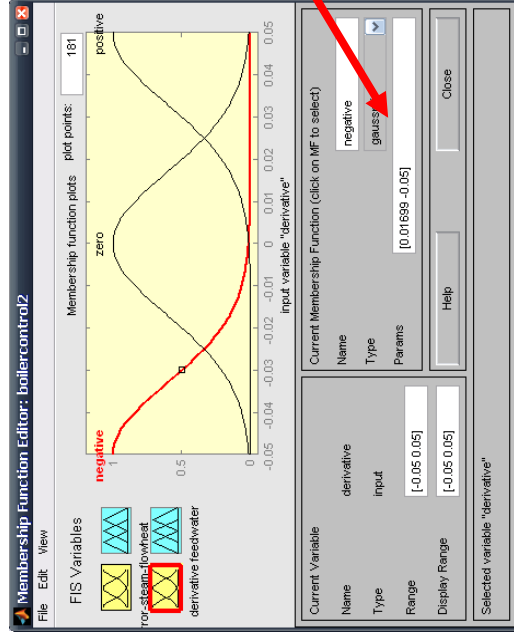 Membership Function Editor: boilercontrol2
File Edit View
FIS Variables
Membership function plots
plot points:
181
ror-steam-flowheat
derivative feedwater
negative
zero
positive
1
0.5
0
-0.05 -0.04 -0.03 -0.02 -0.01 0 0.01 0.02 0.03 0.04 0.05
input variable "derivative"
Current Variable
Name derivative
Type input
Range [-0.05 0.05]
Display Range [-0.05 0.05]
Current Membership Function (click on MF to select)
Name negative
Type
Params [0.01699 -0.05]
Help Close
Selected variable "derivative"